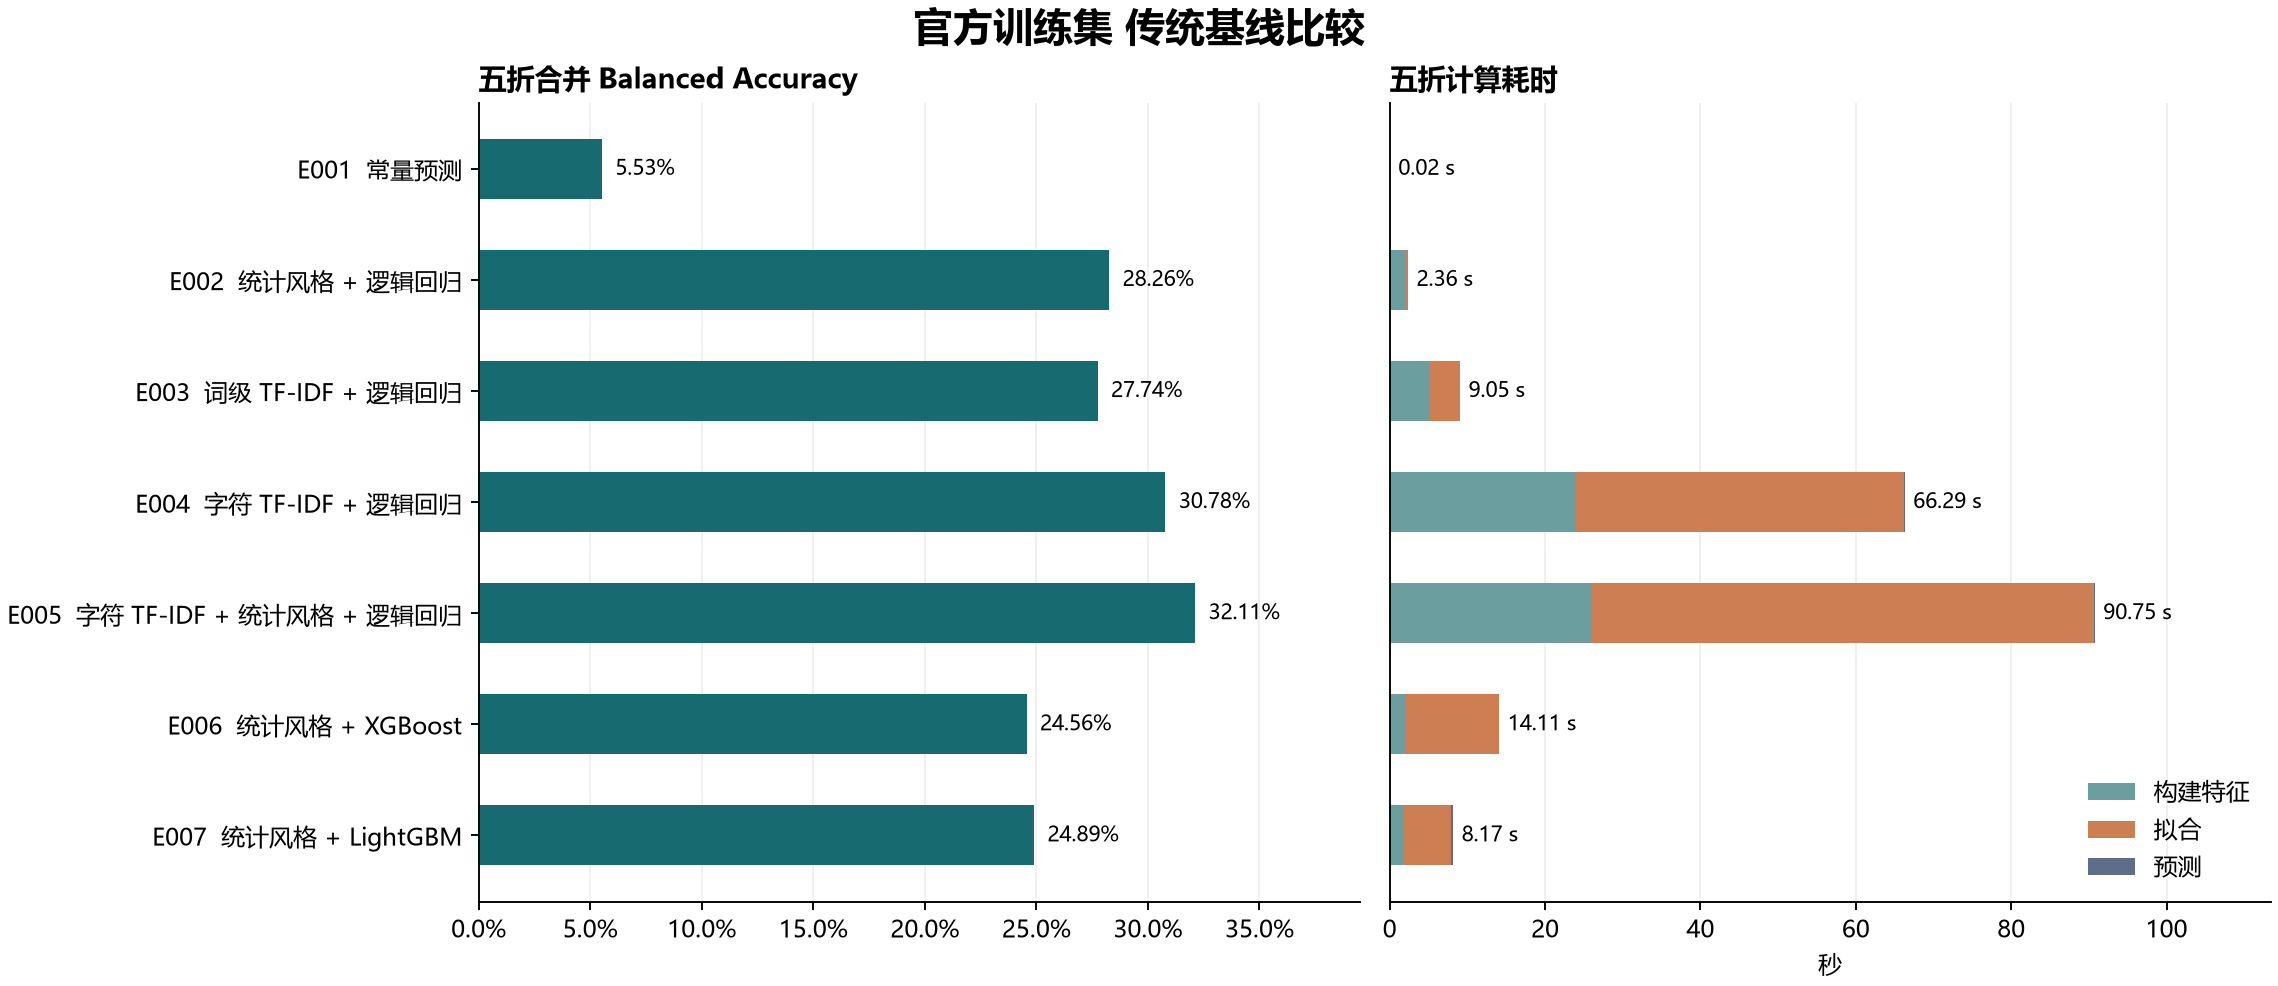 官方训练集 传统基线比较
五折合并 Balanced Accuracy
E001 常量预测
5.53%
E002 统计风格 + 逻辑回归
28.26%
E003 词级 TF-IDF + 逻辑回归
27.74%
E004 字符 TF-IDF + 逻辑回归
30.78%
E005 字符 TF-IDF + 统计风格 + 逻辑回归
32.11%
E006 统计风格 + XGBoost
24.56%
E007 统计风格 + LightGBM
24.89%
0.0% 5.0% 10.0% 15.0% 20.0% 25.0% 30.0% 35.0%
五折计算耗时
0.02 s
2.36 s
9.05 s
66.29 s
90.75 s
14.11 s
8.17 s
构建特征
拟合
预测
0 20 40 60 80 100
秒